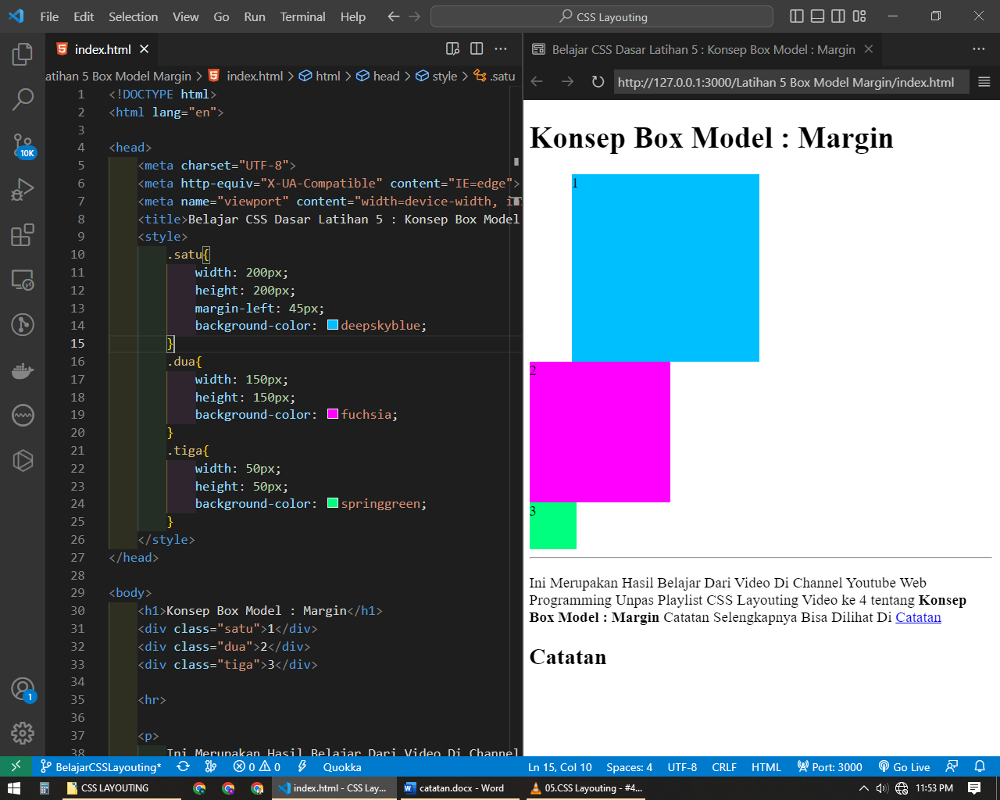 File Edit Selection View Go Run Terminal Help CSS Layouting
index.html
Belajar CSS Dasar Latihan 5 : Konsep Box Model : Margin
atihan 5 Box Model Margin > index.html > html > head > style > .satu
http://127.0.0.1:3000/Latihan 5 Box Model Margin/index.html
1 <!DOCTYPE html>
2 <html lang="en">
3
4 <head>
5 <meta charset="UTF-8">
6 <meta http-equiv="X-UA-Compatible" content="IE=edge">
7 <meta name="viewport" content="width=device-width,
8 <title>Belajar CSS Dasar Latihan 5 : Konsep Box Model
9 <style>
10 .satu{
11 width: 200px;
12 height: 200px;
13 margin-left: 45px;
14 background-color: deepskyblue;
15 }
16 .dua{
17 width: 150px;
18 height: 150px;
19 background-color: fuchsia;
20 }
21 .tiga{
22 width: 50px;
23 height: 50px;
24 background-color: springgreen;
25 }
26 </style>
27 </head>
28
29 <body>
30 <h1>Konsep Box Model : Margin</h1>
31 <div class="satu">1</div>
32 <div class="dua">2</div>
33 <div class="tiga">3</div>
34
35 <hr>
36
37 <p>
38 Ini Merupakan Hasil Belajar Dari Video Di Channel
Konsep Box Model : Margin
1
2
3
Ini Merupakan Hasil Belajar Dari Video Di Channel Youtube Web
Programming Unpas Playlist CSS Layouting Video ke 4 tentang Konsep
Box Model : Margin Catatan Selengkapnya Bisa Dilihat Di Catatan
Catatan
10K
1
BelajarCSSLayouting* 0 0 Quokka Ln 15, Col 10 Spaces: 4 UTF-8 CRLF HTML Port: 3000 Go Live
CSS LAYOUTING index.html - CSS Lay... catatan.docx - Word 05.CSS Layouting - #4... 11:53 PM